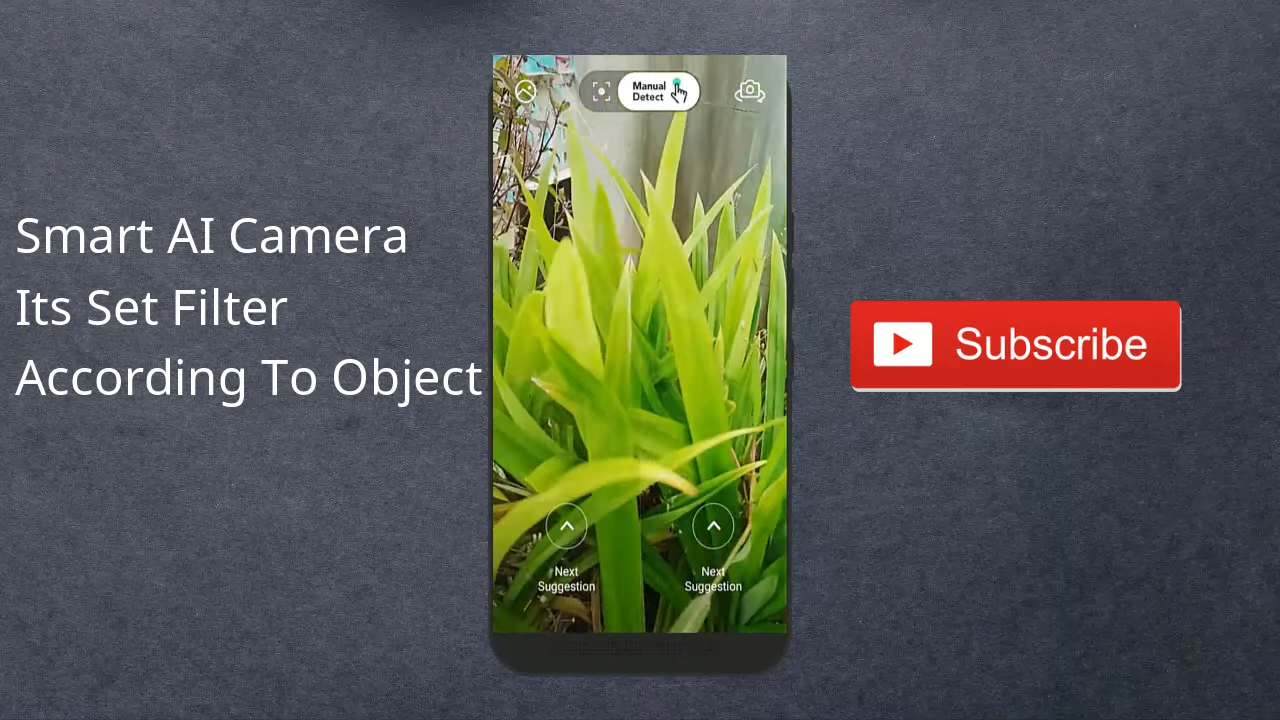 Manual
Detect
Smart AI Camera
Its Set Filter
According To Object
Subscribe
Next
Suggestion
Next
Suggestion